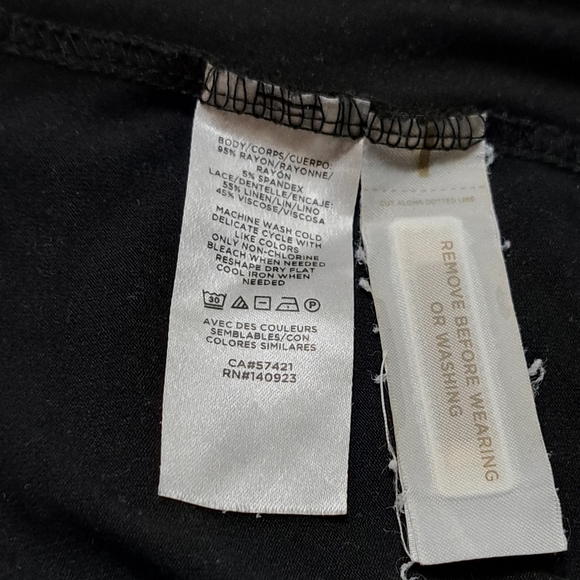 BODY/CORPS/CUERPO:
95% RAYON/RAYONNE/
RAYON
5% SPANDEX
LACE/DENTELLE/ENCAJE:
55% LINEN/LIN/LINO
45% VISCOSE/VISCOSA
MACHINE WASH COLD
DELICATE CYCLE WITH
LIKE COLORS
ONLY NON-CHLORINE
BLEACH WHEN NEEDED
RESHAPE DRY FLAT
COOL IRON WHEN
NEEDED
30 P
AVEC DES COULEURS
SEMBLABLES/CON
COLORES SIMILARES
CA#57421
RN#140923
CUT ALONG DOTTED LINE
REMOVE BEFORE WEARING
OR WASHING